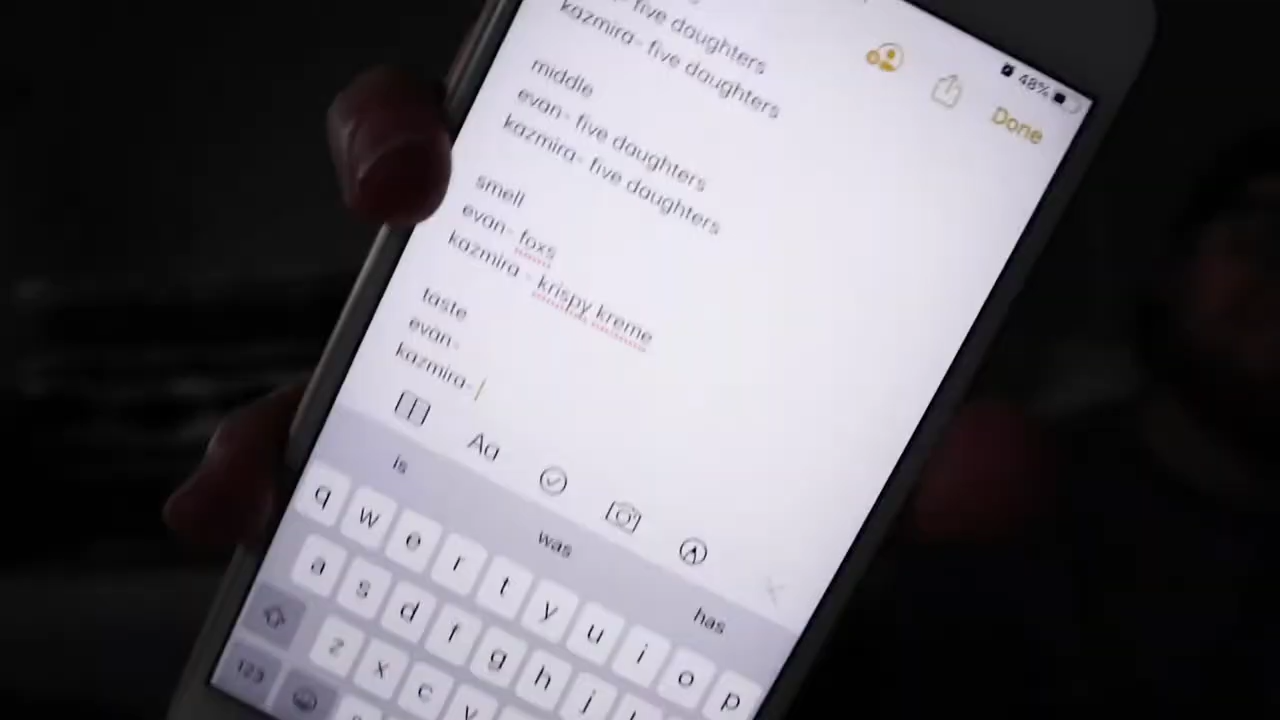 five daughters
kazmira- five daughters
middle
evan- five daughters
kazmira- five daughters
smell
evan- foxs
kazmira - krispy kreme
taste
evan-
kazmira-
48%
Done
Aa
is was has
q w e r t y u i o p
a s d f g h j
z x c v
123